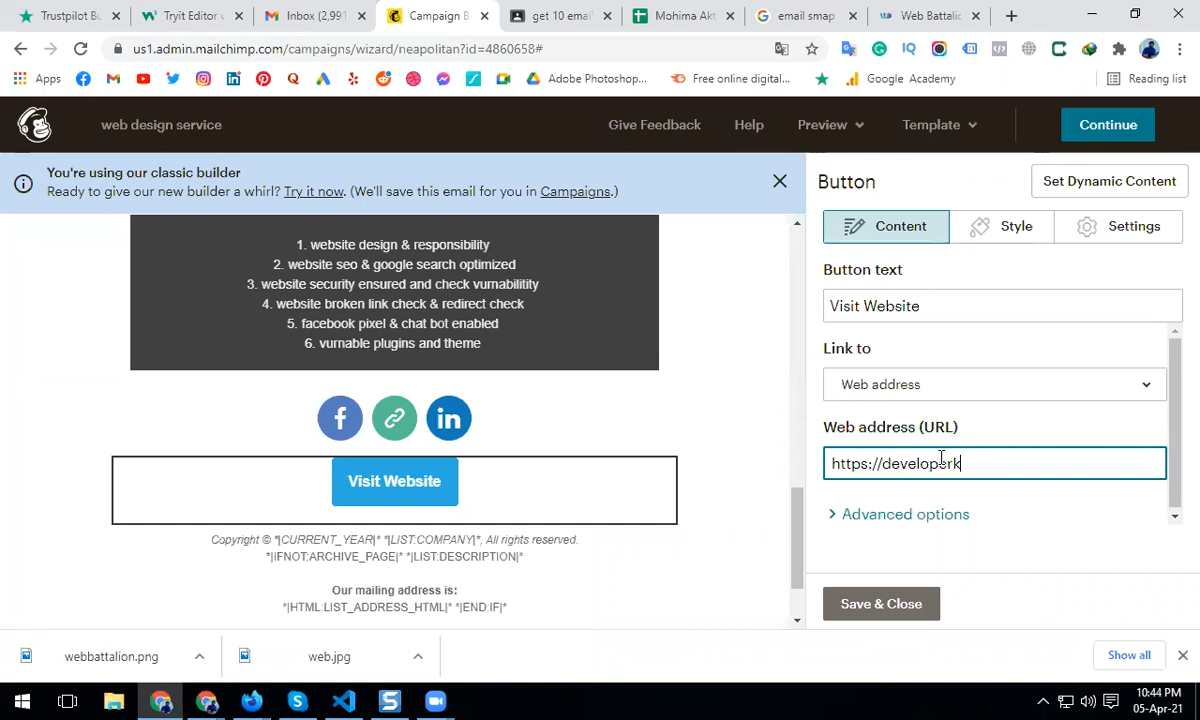 Trustpilot Bu
Tryit Editor v
Inbox (2,991
Campaign B
get 10 email
Mohima Akt
email smap
Web Battalic
us1.admin.mailchimp.com/campaigns/wizard/neapolitan?id=4860658#
Apps
Adobe Photoshop...
Free online digital...
Google Academy
Reading list
web design service
Give Feedback
Help
Preview
Template
Continue
You're using our classic builder
Ready to give our new builder a whirl? Try it now. (We'll save this email for you in Campaigns.)
1. website design & responsibility
2. website seo & google search optimized
3. website security ensured and check vurnabilitity
4. website broken link check & redirect check
5. facebook pixel & chat bot enabled
6. vurnable plugins and theme
Visit Website
Copyright © *|CURRENT_YEAR|* *|LIST:COMPANY|*, All rights reserved.
*|IFNOT:ARCHIVE_PAGE|* *|LIST:DESCRIPTION|*
Our mailing address is:
*|HTML:LIST_ADDRESS_HTML|* *|END:IF|*
Button
Set Dynamic Content
Content
Style
Settings
Button text
Visit Website
Link to
Web address
Web address (URL)
https://developerk
Advanced options
Save & Close
webbattalion.png
web.jpg
Show all
10:44 PM
05-Apr-21